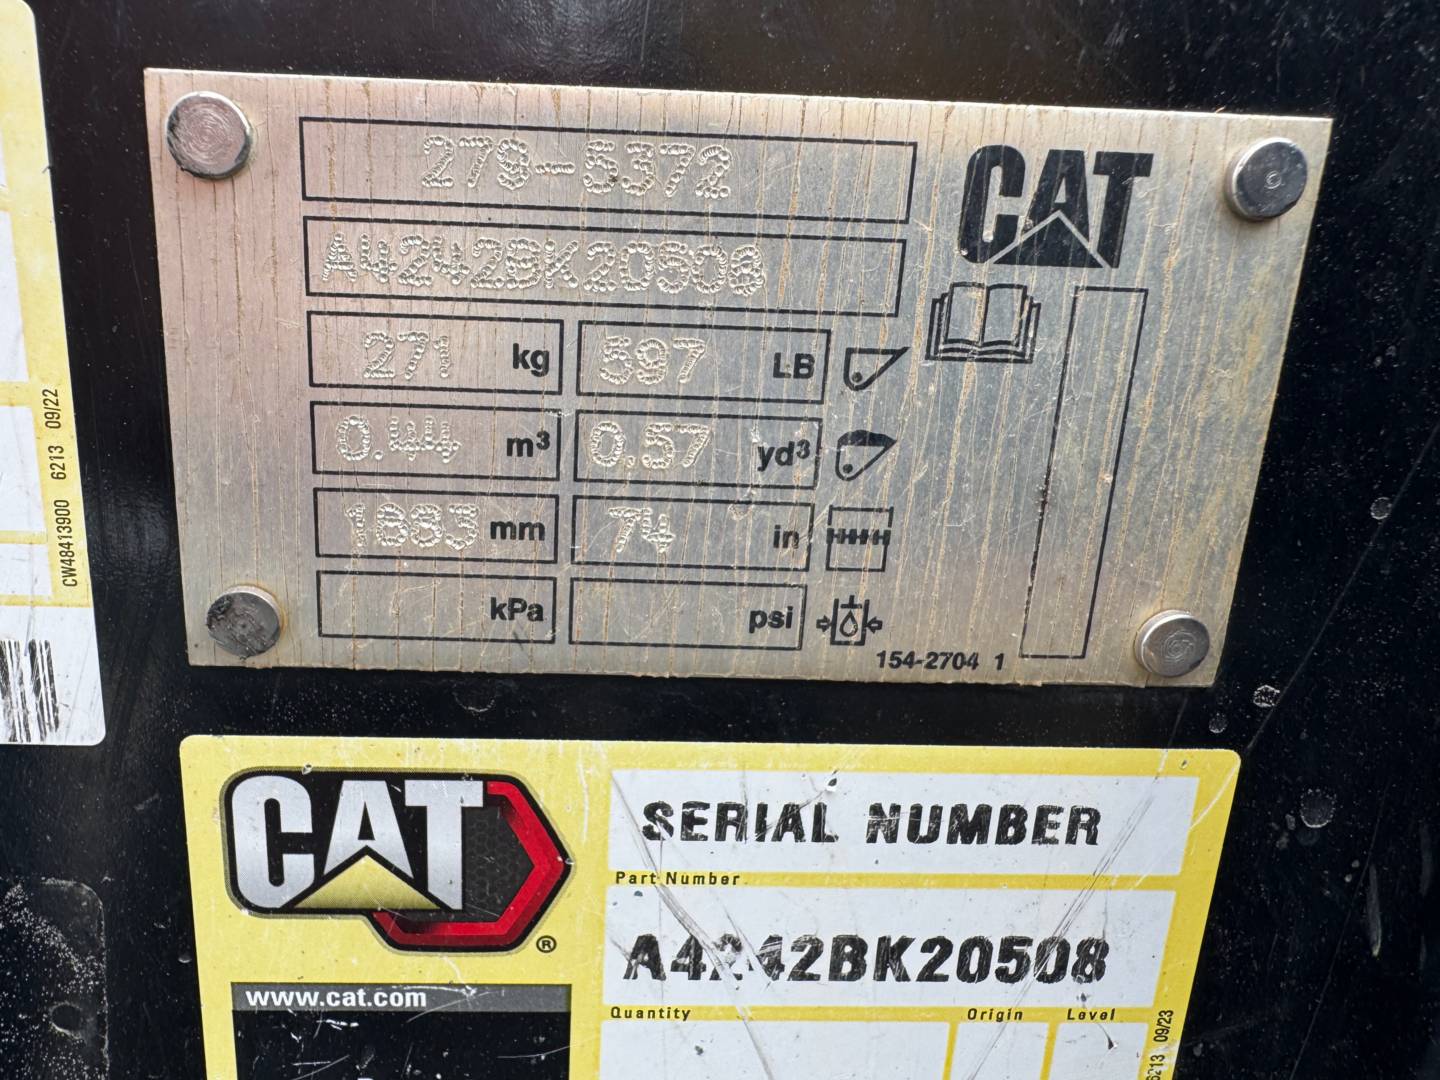 279-5372
CAT
A4242BK20508
271 kg 597 LB
0.44 m³ 0.57 yd³
1883 mm 74 in
kPa psi
154-2704 1
CW48413900 6213 09/22
CAT ®
SERIAL NUMBER
Part Number
A4242BK20508
www.cat.com
Quantity Origin Level
6213 09/23